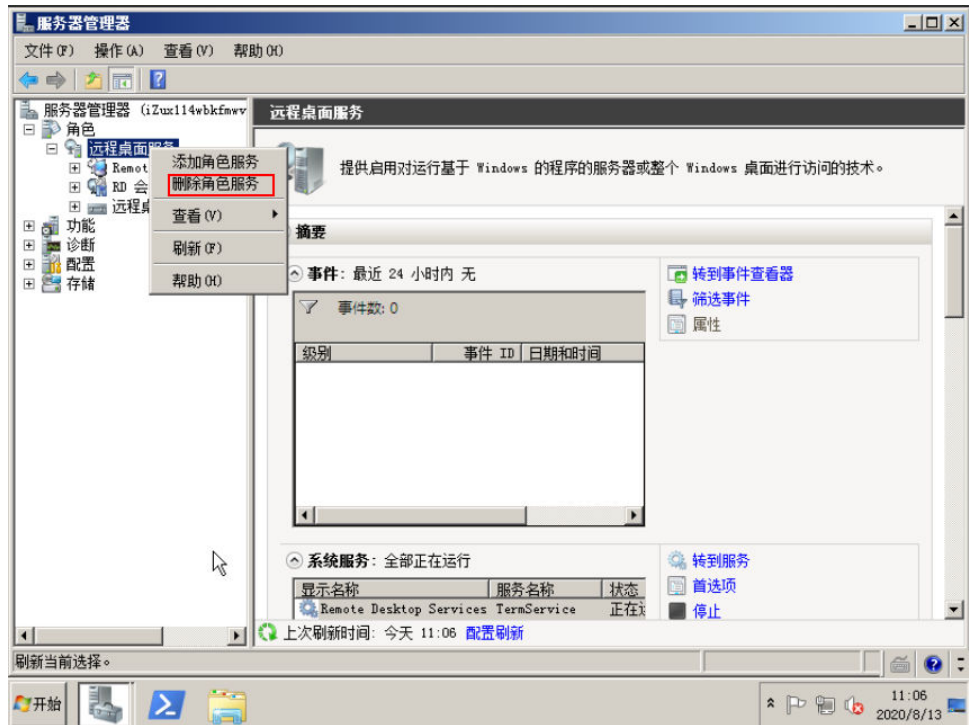 服务器管理器
文件(F) 操作(A) 查看(V) 帮助(H)
服务器管理器 (iZux114wbkfmwv
角色
远程桌面服务
Remot
RD 会
远程桌
功能
诊断
配置
存储
添加角色服务
删除角色服务
查看(V)
刷新(F)
帮助(H)
远程桌面服务
提供启用对运行基于 Windows 的程序的服务器或整个 Windows 桌面进行访问的技术。
摘要
事件: 最近 24 小时内 无
事件数: 0
级别 事件 ID 日期和时间
转到事件查看器
筛选事件
属性
系统服务: 全部正在运行
显示名称 服务名称 状态
Remote Desktop Services TermService 正在运
转到服务
首选项
停止
上次刷新时间: 今天 11:06 配置刷新
刷新当前选择。
开始
11:06
2020/8/13